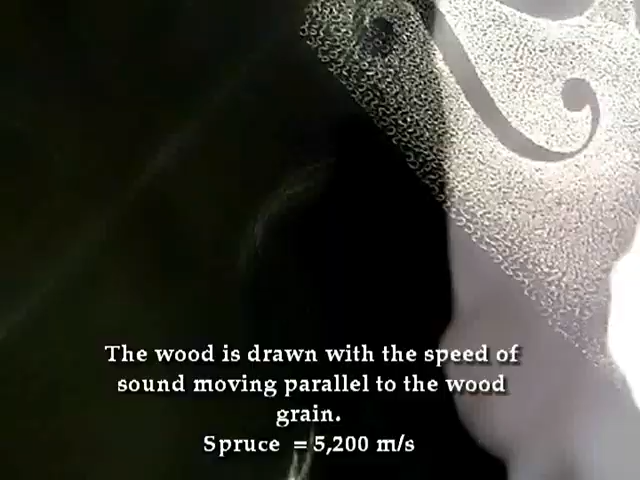 The wood is drawn with the speed of
sound moving parallel to the wood
grain.
Spruce = 5,200 m/s